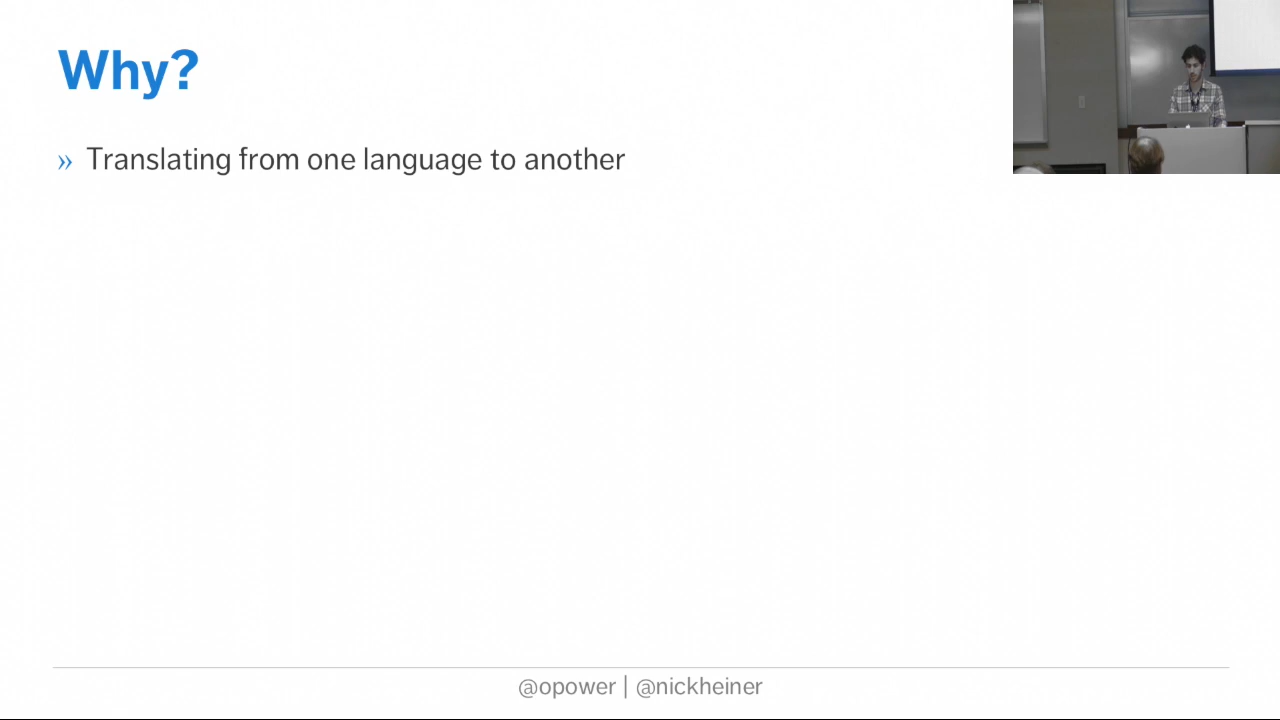 Why?
» Translating from one language to another
@opower | @nickheiner